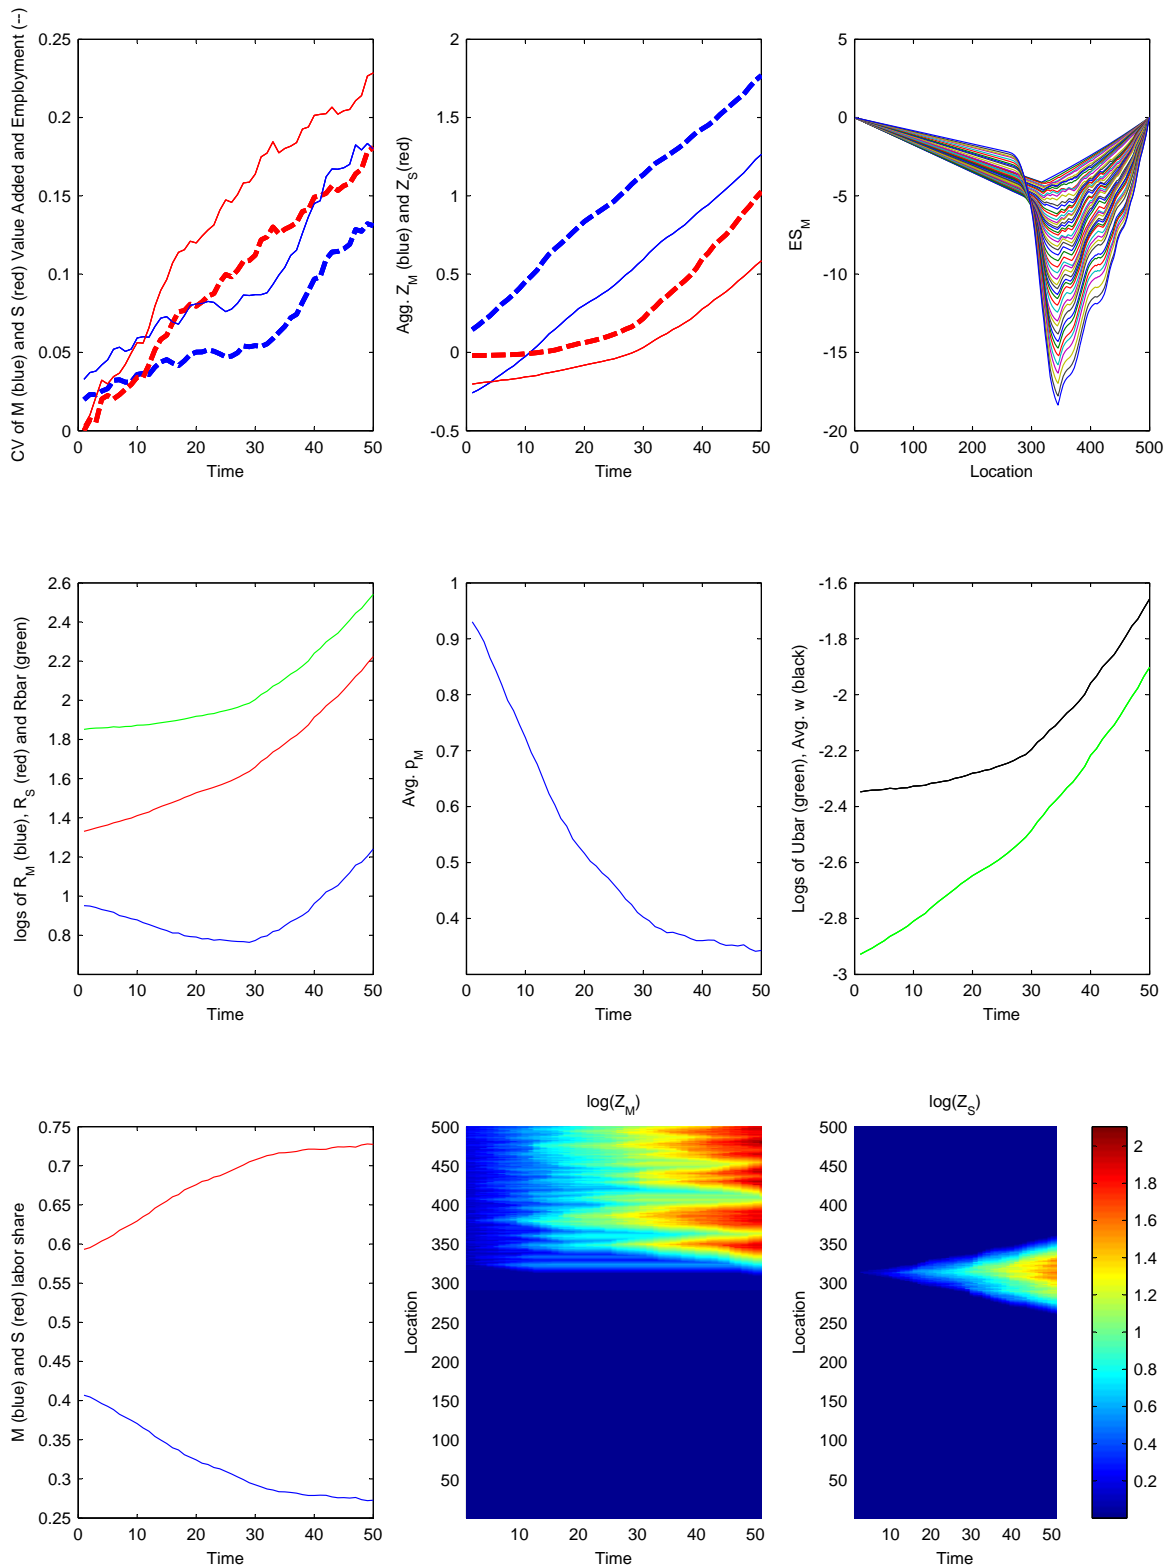 CV of M (blue) and S (red) Value Added and Employment (--)
0.25
0.2
0.15
0.1
0.05
0
0 10 20 30 40 50
Time
Agg. Z_M (blue) and Z_S(red)
2
1.5
1
0.5
0
-0.5
0 10 20 30 40 50
Time
ES_M
5
0
-5
-10
-15
-20
0 100 200 300 400 500
Location
logs of R_M (blue), R_S (red) and Rbar (green)
2.6
2.2
2
1.8
1.6
1.4
1.2
1
0.8
0 10 20 30 40 50
Time
Avg. p_M
1
0.9
0.8
0.7
0.6
0.5
0.4
0 10 20 30 40 50
Time
Logs of Ubar (green), Avg. w (black)
-1.6
-1.8
-2
-2.2
-2.4
-2.6
-2.8
-3
0 10 20 30 40 50
Time
M (blue) and S (red) labor share
0.75
0.7
0.65
0.6
0.55
0.5
0.45
0.4
0.35
0.3
0.25
0 10 20 30 40 50
Time
log(Z_M)
Location
500
450
400
350
300
250
200
150
100
50
10 20 30 40 50
Time
log(Z_S)
Location
500
450
400
350
300
250
200
150
100
50
10 20 30 40 50
Time
2
1.8
1.6
1.4
1.2
1
0.8
0.6
0.4
0.2